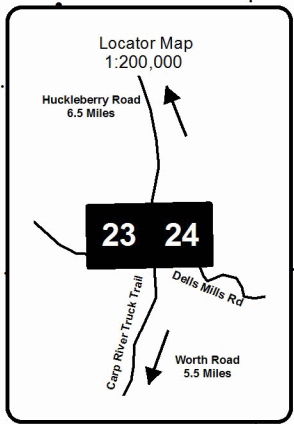 Locator Map
1:200,000
Huckleberry Road
6.5 Miles
23 24
Dells Mills Rd
Carp River Truck Trail
Worth Road
5.5 Miles